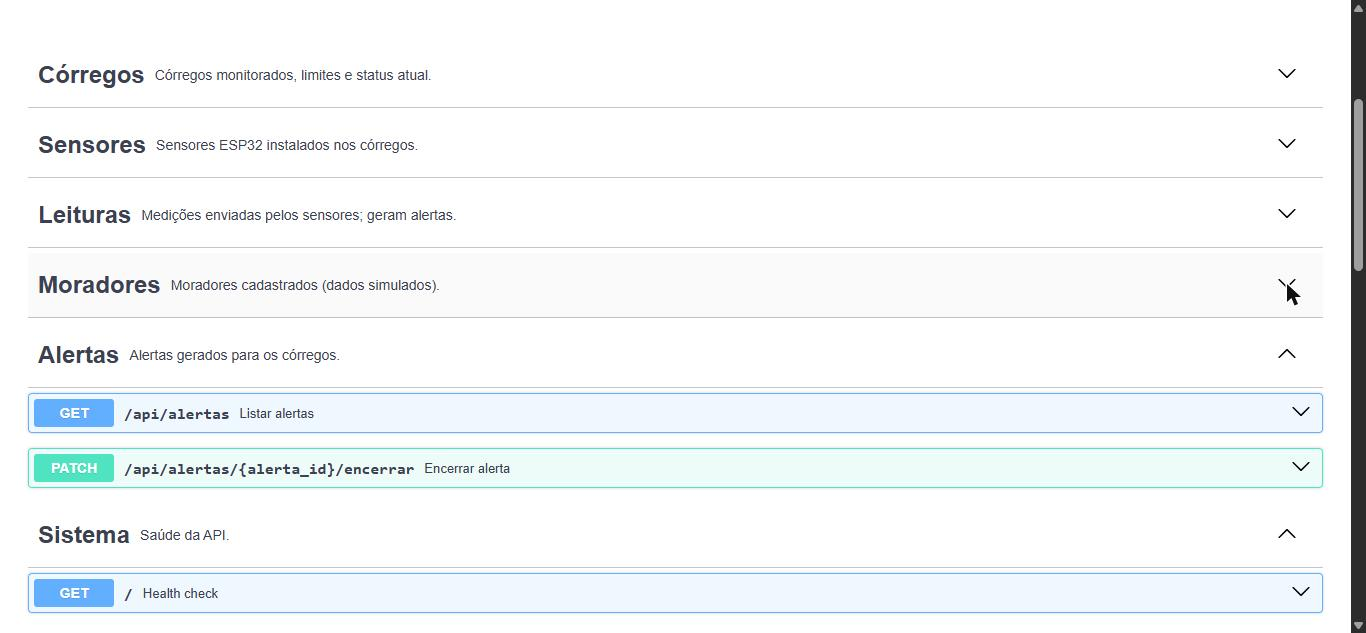 Córregos Córregos monitorados, limites e status atual.
Sensores Sensores ESP32 instalados nos córregos.
Leituras Medições enviadas pelos sensores; geram alertas.
Moradores Moradores cadastrados (dados simulados).
Alertas Alertas gerados para os córregos.
GET /api/alertas Listar alertas
PATCH /api/alertas/{alerta_id}/encerrar Encerrar alerta
Sistema Saúde da API.
GET / Health check